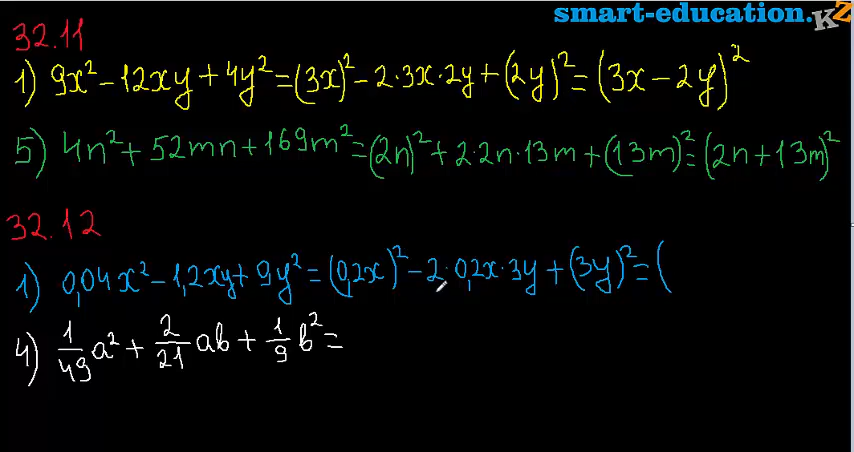 smart-education.KZ
32.11
1) 9x² - 12xy + 4y² = (3x)² - 2·3x·2y + (2y)² = (3x - 2y)²
5) 4n² + 52mn + 169m² = (2n)² + 2·2n·13m + (13m)² = (2n + 13m)²
32.12
1) 0,04x² - 1,2xy + 9y² = (0,2x)² - 2·0,2x·3y + (3y)² = (
4) 1/49 a² + 2/21 ab + 1/9 b² =